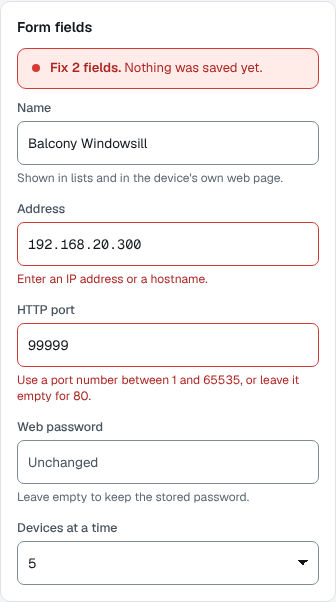 Form fields
Fix 2 fields. Nothing was saved yet.
Name
Balcony Windowsill
Shown in lists and in the device's own web page.
Address
192.168.20.300
Enter an IP address or a hostname.
HTTP port
99999
Use a port number between 1 and 65535, or leave it
empty for 80.
Web password
Unchanged
Leave empty to keep the stored password.
Devices at a time
5